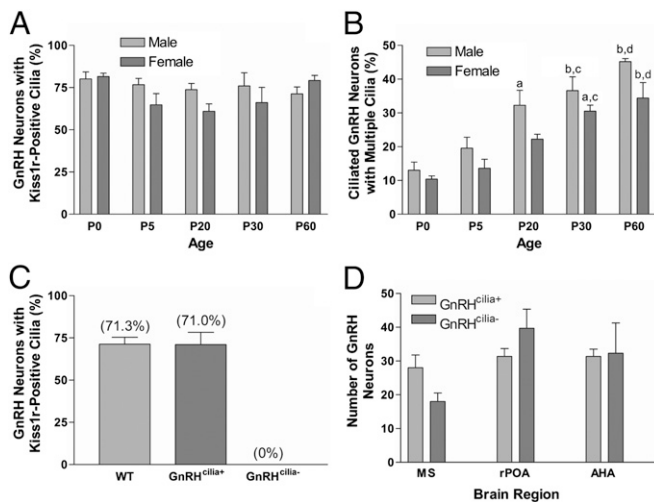 A
GnRH Neurons with
Kiss1r-Positive Cilia (%)
100
75
50
25
0
Male
Female
P0 P5 P20 P30 P60
Age
B
Ciliated GnRH Neurons
with Multiple Cilia (%)
50
40
30
20
10
0
Male
Female
a
b,c
a,c
b,d
b,d
P0 P5 P20 P30 P60
Age
C
GnRH Neurons with
Kiss1r-Positive Cilia (%)
100
75
50
25
0
(71.3%)
(71.0%)
(0%)
WT GnRHcilia+ GnRHcilia-
D
Number of GnRH
Neurons
50
40
30
20
10
0
GnRHcilia+
GnRHcilia-
MS rPOA AHA
Brain Region